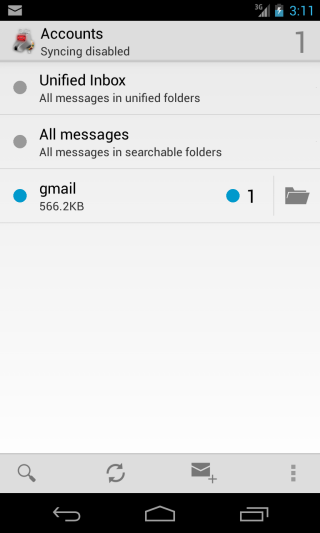 3G 3:11
Accounts
Syncing disabled
1
Unified Inbox
All messages in unified folders
All messages
All messages in searchable folders
gmail
566.2KB
1